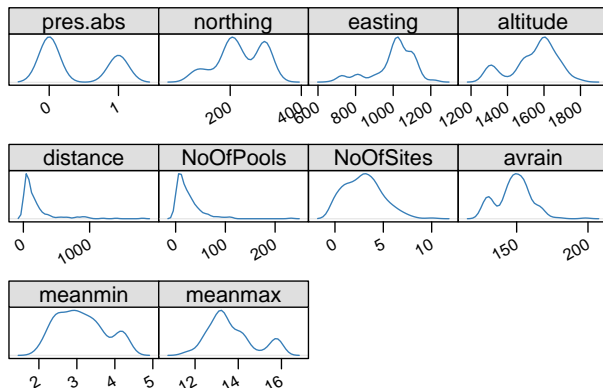 pres.abs northing easting altitude
0 1 200 400 600 800 1000 1200 1200 1400 1600 1800
distance NoOfPools NoOfSites avrain
0 1000 0 100 200 0 5 10 150 200
meanmin meanmax
2 3 4 5 12 14 16